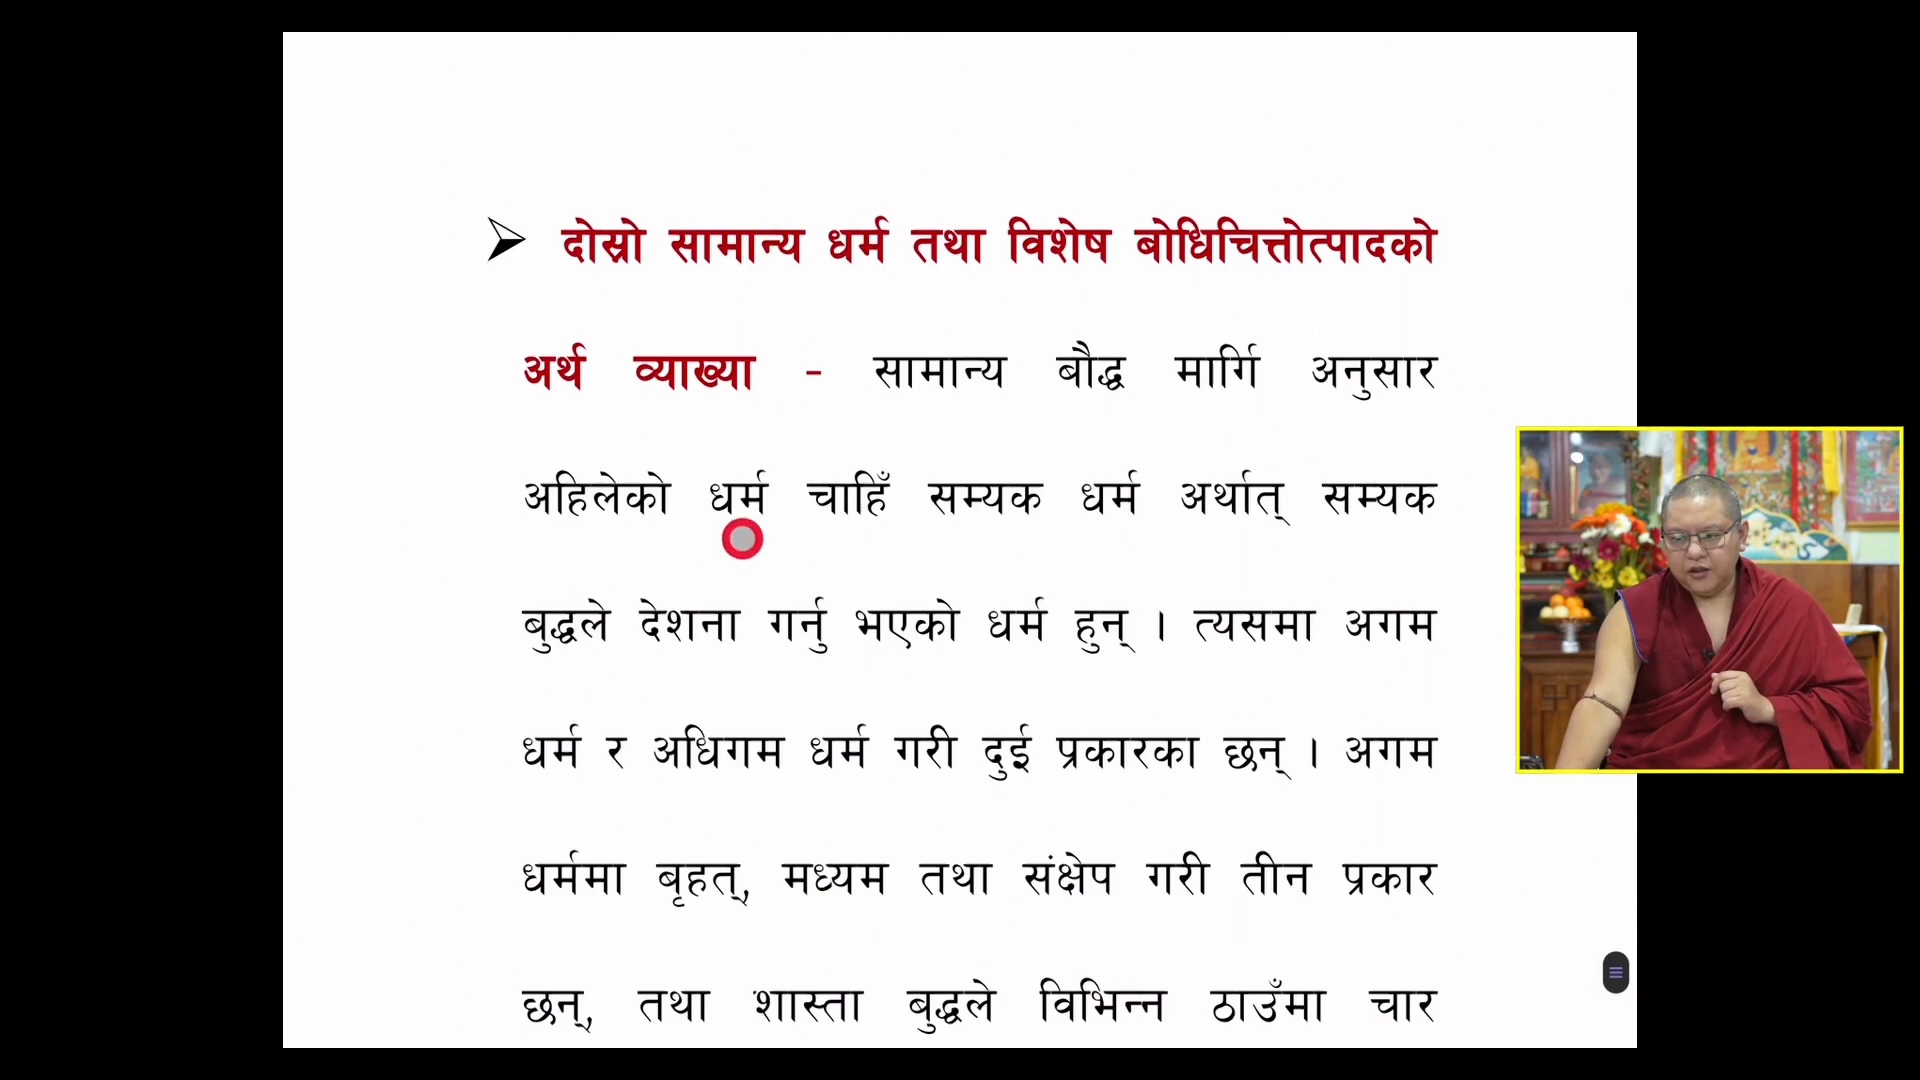 दोस्रो सामान्य धर्म तथा विशेष बोधिचित्तोत्पादको
अर्थ व्याख्या - सामान्य बौद्ध मार्गि अनुसार
अहिलेको धर्म चाहिँ सम्यक धर्म अर्थात् सम्यक
बुद्धले देशना गर्नु भएको धर्म हुन् । त्यसमा अगम
धर्म र अधिगम धर्म गरी दुई प्रकारका छन् । अगम
धर्ममा बृहत्, मध्यम तथा संक्षेप गरी तीन प्रकार
छन्, तथा शास्ता बुद्धले विभिन्न ठाउँमा चार